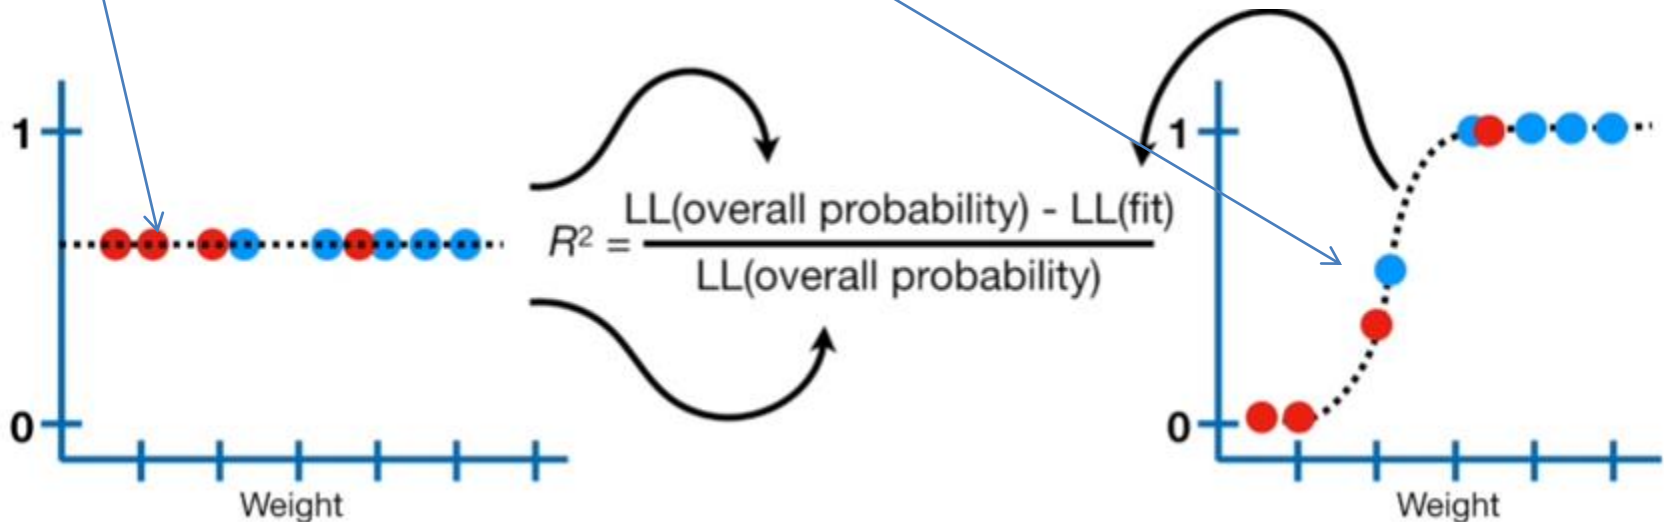 1
0
Weight
R² =
LL(overall probability) - LL(fit)
LL(overall probability)
1
0
Weight